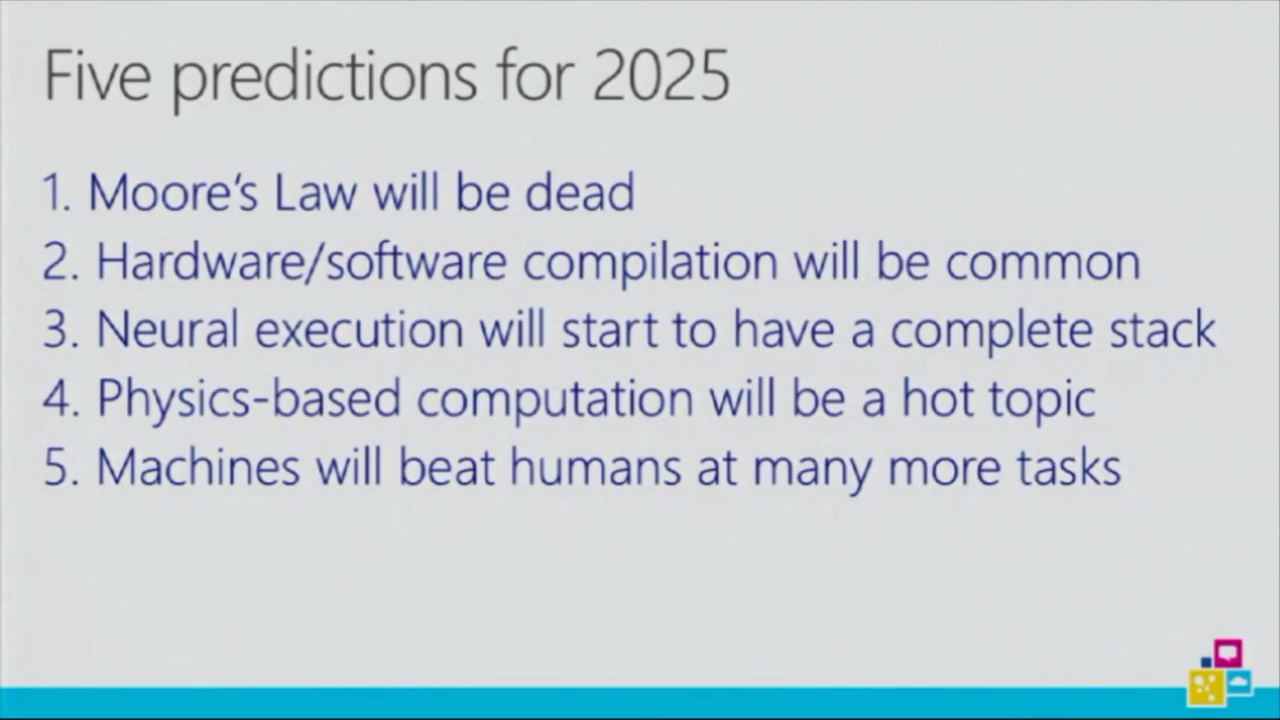 Five predictions for 2025
1. Moore's Law will be dead
2. Hardware/software compilation will be common
3. Neural execution will start to have a complete stack
4. Physics-based computation will be a hot topic
5. Machines will beat humans at many more tasks